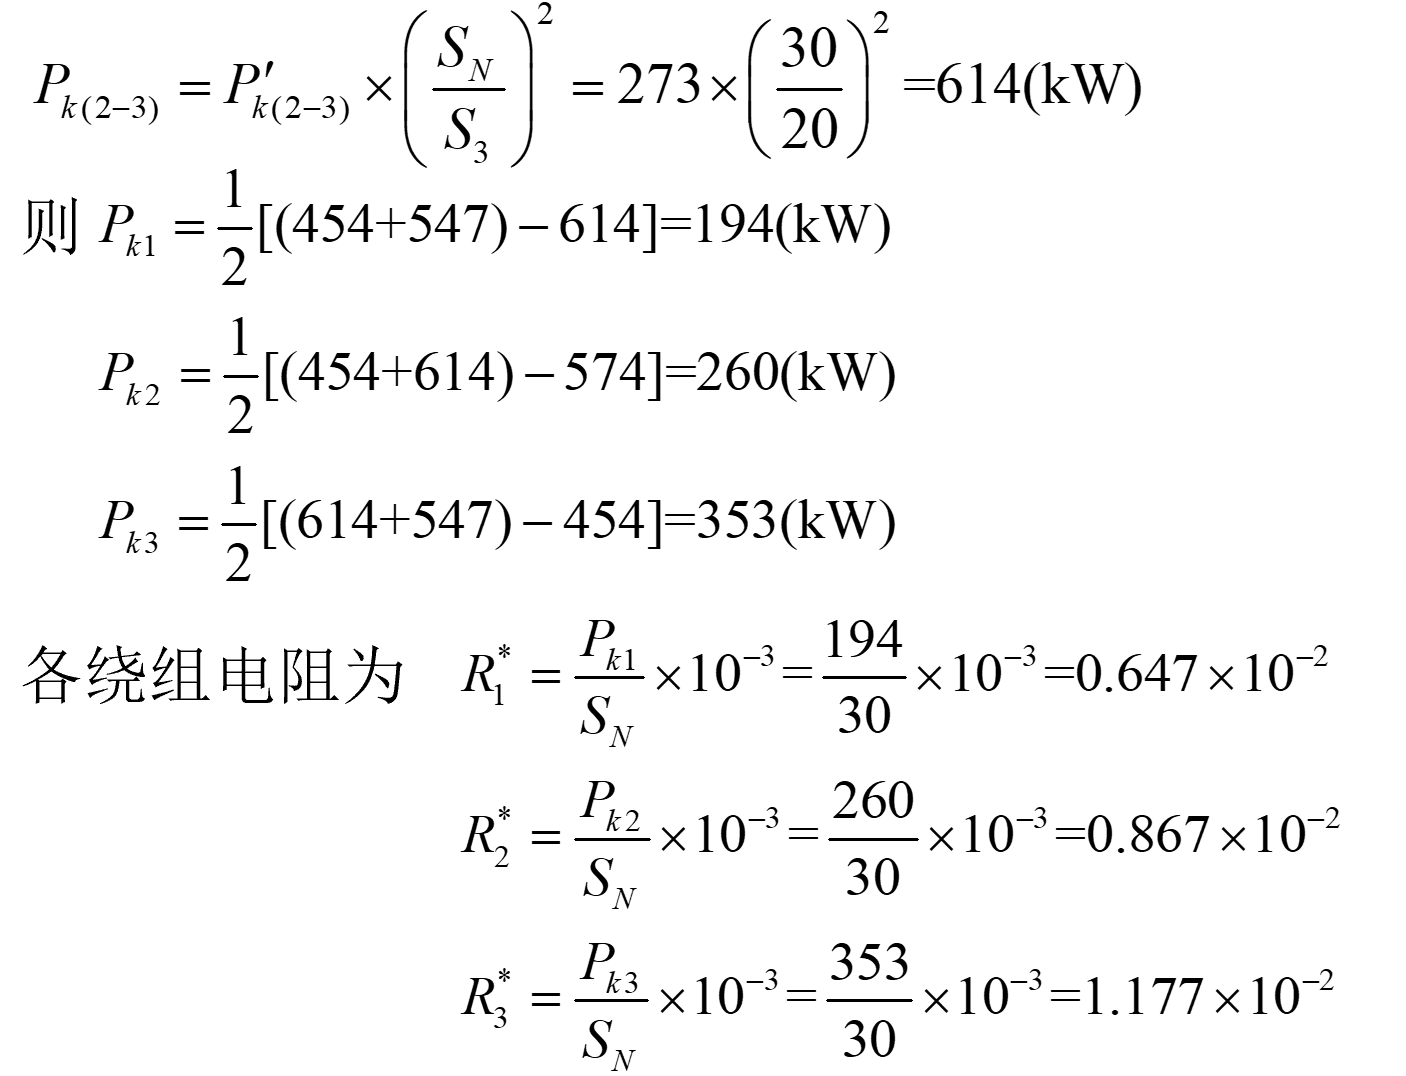 P_{k(2-3)} = P'_{k(2-3)} × (S_N/S_3)^2 = 273 × (30/20)^2 =614(kW)
则 P_{k1} = 1/2[(454+547) − 614]=194(kW)
P_{k2} = 1/2[(454+614) − 574]=260(kW)
P_{k3} = 1/2[(614+547) − 454]=353(kW)
各绕组电阻为 R_1^* = P_{k1}/S_N ×10^{-3} = 194/30 ×10^{-3} =0.647×10^{-2}
R_2^* = P_{k2}/S_N ×10^{-3} = 260/30 ×10^{-3} =0.867×10^{-2}
R_3^* = P_{k3}/S_N ×10^{-3} = 353/30 ×10^{-3} =1.177×10^{-2}